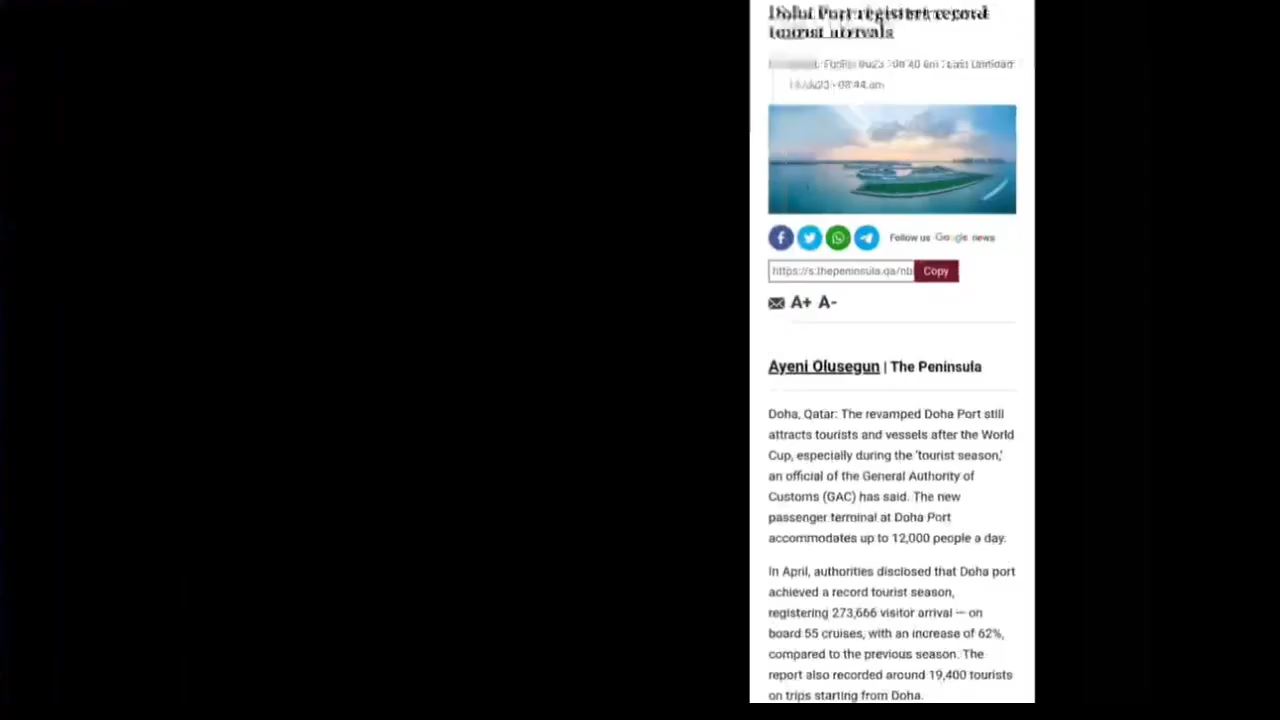 Doha Port registers record
tourist arrivals
08:44 am
Follow us Google news
https://s.thepeninsula.qa/nb
Copy
A+ A-
Ayeni Olusegun | The Peninsula
Doha, Qatar: The revamped Doha Port still
attracts tourists and vessels after the World
Cup, especially during the ‘tourist season,’
an official of the General Authority of
Customs (GAC) has said. The new
passenger terminal at Doha Port
accommodates up to 12,000 people a day.
In April, authorities disclosed that Doha port
achieved a record tourist season,
registering 273,666 visitor arrival — on
board 55 cruises, with an increase of 62%,
compared to the previous season. The
report also recorded around 19,400 tourists
on trips starting from Doha.